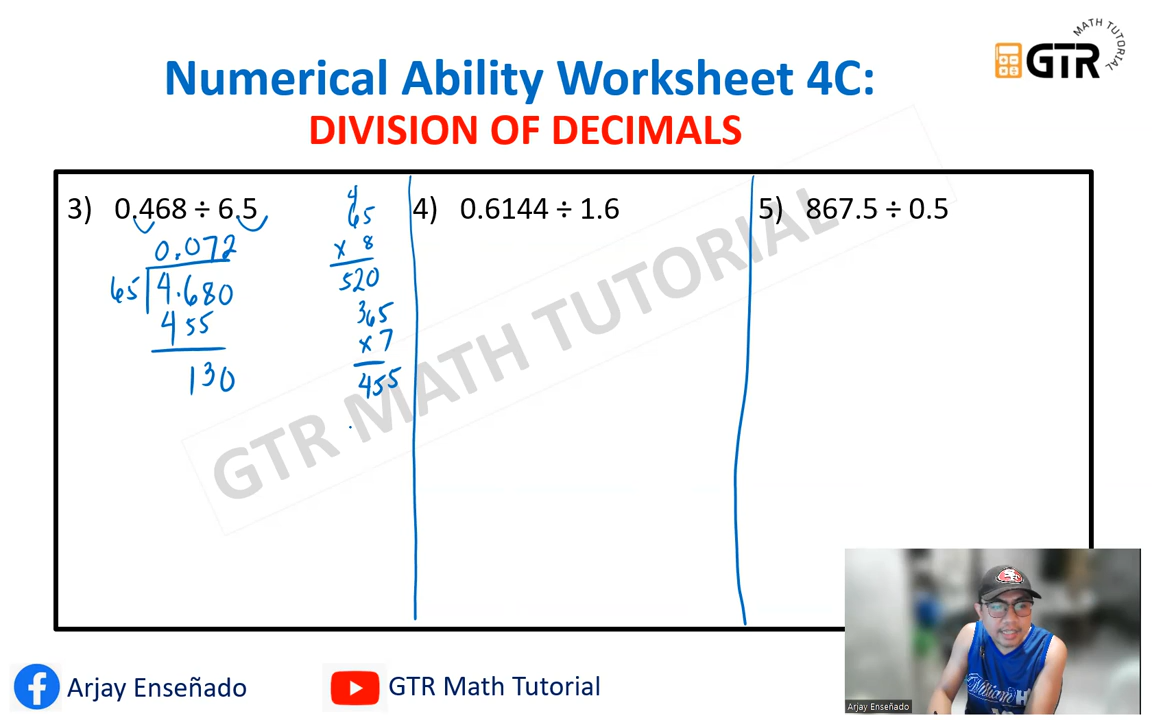 MATH TUTORIAL
GTR
Numerical Ability Worksheet 4C:
DIVISION OF DECIMALS
3) 0.468 ÷ 6.5
0.072
65 4.680
455
130
4
65
x 8
520
3
65
x 7
455
4) 0.6144 ÷ 1.6
5) 867.5 ÷ 0.5
GTR MATH TUTORIAL
Arjay Enseñado
GTR Math Tutorial
Arjay Enseñado